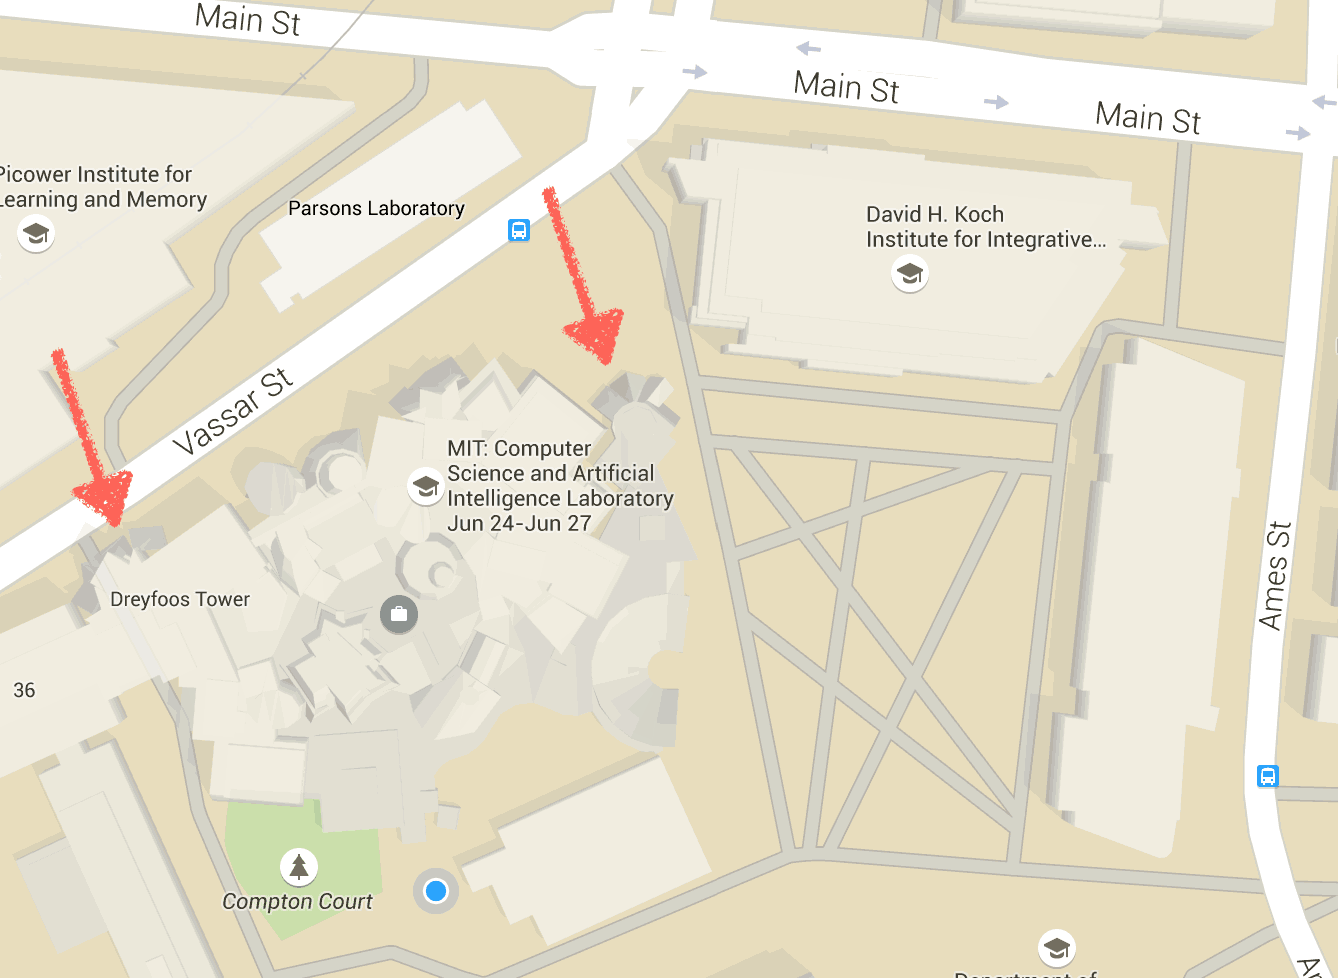 Main St
Main St
Main St
Picower Institute for
Learning and Memory
Parsons Laboratory
David H. Koch
Institute for Integrative...
Vassar St
MIT: Computer
Science and Artificial
Intelligence Laboratory
Jun 24-Jun 27
Dreyfoos Tower
Ames St
36
Compton Court
Department of